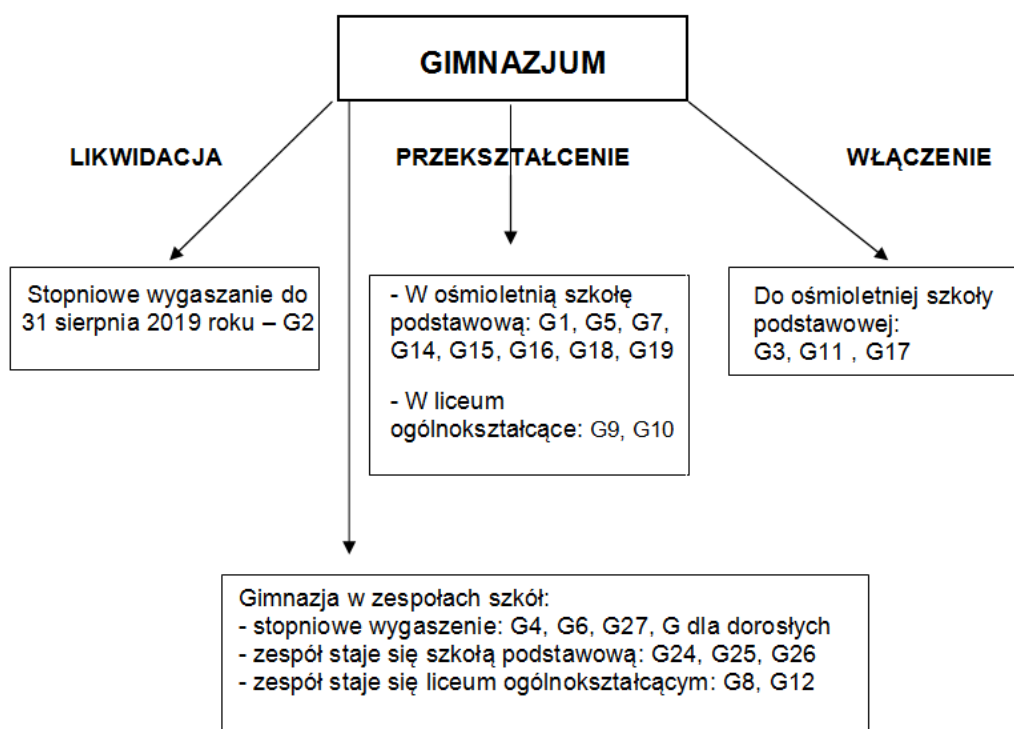 GIMNAZJUM
LIKWIDACJA
PRZEKSZTAŁCENIE
WŁĄCZENIE
Stopniowe wygaszanie do
31 sierpnia 2019 roku – G2
- W ośmioletnią szkołę
podstawową: G1, G5, G7,
G14, G15, G16, G18, G19
- W liceum
ogólnokształcące: G9, G10
Do ośmioletniej szkoły
podstawowej:
G3, G11 , G17
Gimnazja w zespołach szkół:
- stopniowe wygaszenie: G4, G6, G27, G dla dorosłych
- zespół staje się szkołą podstawową: G24, G25, G26
- zespół staje się liceum ogólnokształcącym: G8, G12